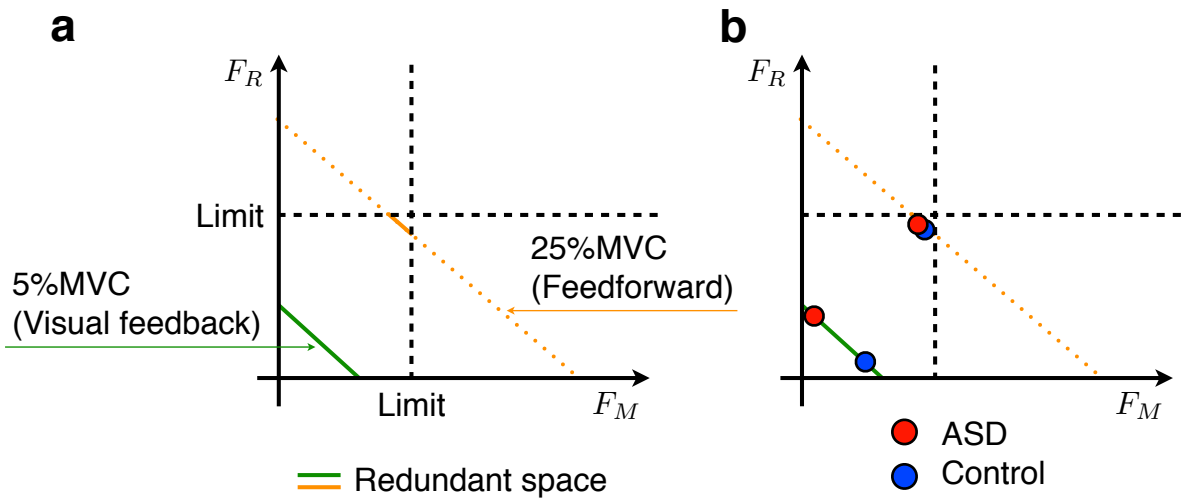 a
F_R
Limit
5%MVC
(Visual feedback)
25%MVC
(Feedforward)
Limit
F_M
Redundant space
b
F_R
F_M
ASD
Control